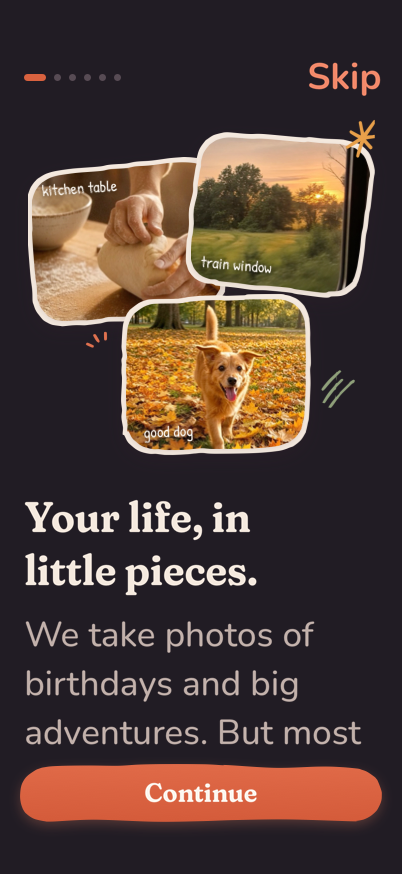 Skip
kitchen table
train window
good dog
Your life, in
little pieces.
We take photos of
birthdays and big
adventures. But most
Continue